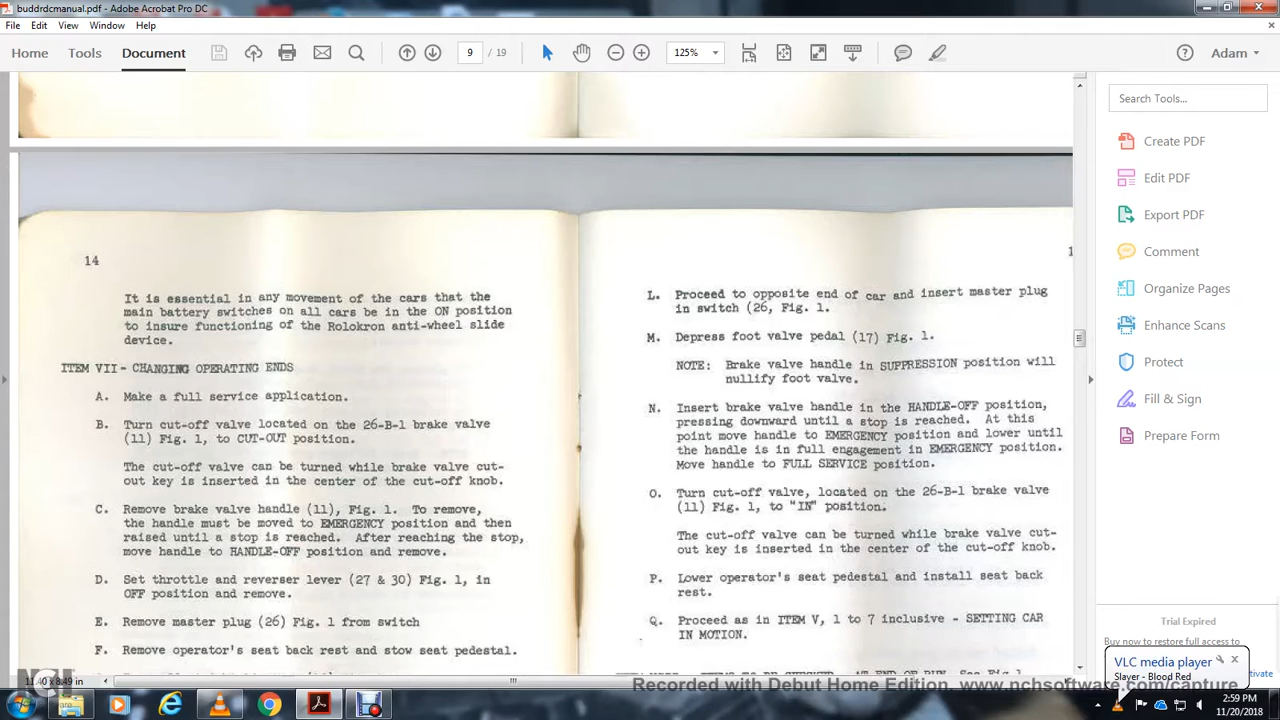 buddrdcmanual.pdf - Adobe Acrobat Pro DC
File Edit View Window Help
Home Tools Document 9 / 19 125% Adam
Search Tools...
Create PDF
Edit PDF
Export PDF
Comment
Organize Pages
Enhance Scans
Protect
Fill & Sign
Prepare Form
14
It is essential in any movement of the cars that the
main battery switches on all cars be in the ON position
to insure functioning of the Rolokron anti-wheel slide
device.
ITEM VII - CHANGING OPERATING ENDS
A. Make a full service application.
B. Turn cut-off valve located on the 26-B-1 brake valve
(11) Fig. 1, to CUT-OUT position.
The cut-off valve can be turned while brake valve cut-
out key is inserted in the center of the cut-off knob.
C. Remove brake valve handle (11), Fig. 1. To remove,
the handle must be moved to EMERGENCY position and then
raised until a stop is reached. After reaching the stop,
move handle to HANDLE-OFF position and remove.
D. Set throttle and reverser lever (27 & 30) Fig. 1, in
OFF position and remove.
E. Remove master plug (26) Fig. 1 from switch
F. Remove operator's seat back rest and stow seat pedestal.
1
L. Proceed to opposite end of car and insert master plug
in switch (26, Fig. 1.
M. Depress foot valve pedal (17) Fig. 1.
NOTE: Brake valve handle in SUPPRESSION position will
nullify foot valve.
N. Insert brake valve handle in the HANDLE-OFF position,
pressing downward until a stop is reached. At this
point move handle to EMERGENCY position and lower until
the handle is in full engagement in EMERGENCY position.
Move handle to FULL SERVICE position.
O. Turn cut-off valve, located on the 26-B-1 brake valve
(11) Fig. 1, to "IN" position.
The cut-off valve can be turned while brake valve cut-
out key is inserted in the center of the cut-off knob.
P. Lower operator's seat pedestal and install seat back
rest.
Q. Proceed as in ITEM V, 1 to 7 inclusive - SETTING CAR
IN MOTION.
Trial Expired
Buy now to restore full access to
VLC media player
Slayer - Blood Red
11.40 x 8.49 in
Recorded with Debut Home Edition www.nchsoftware.com/capture
2:59 PM
11/20/2018